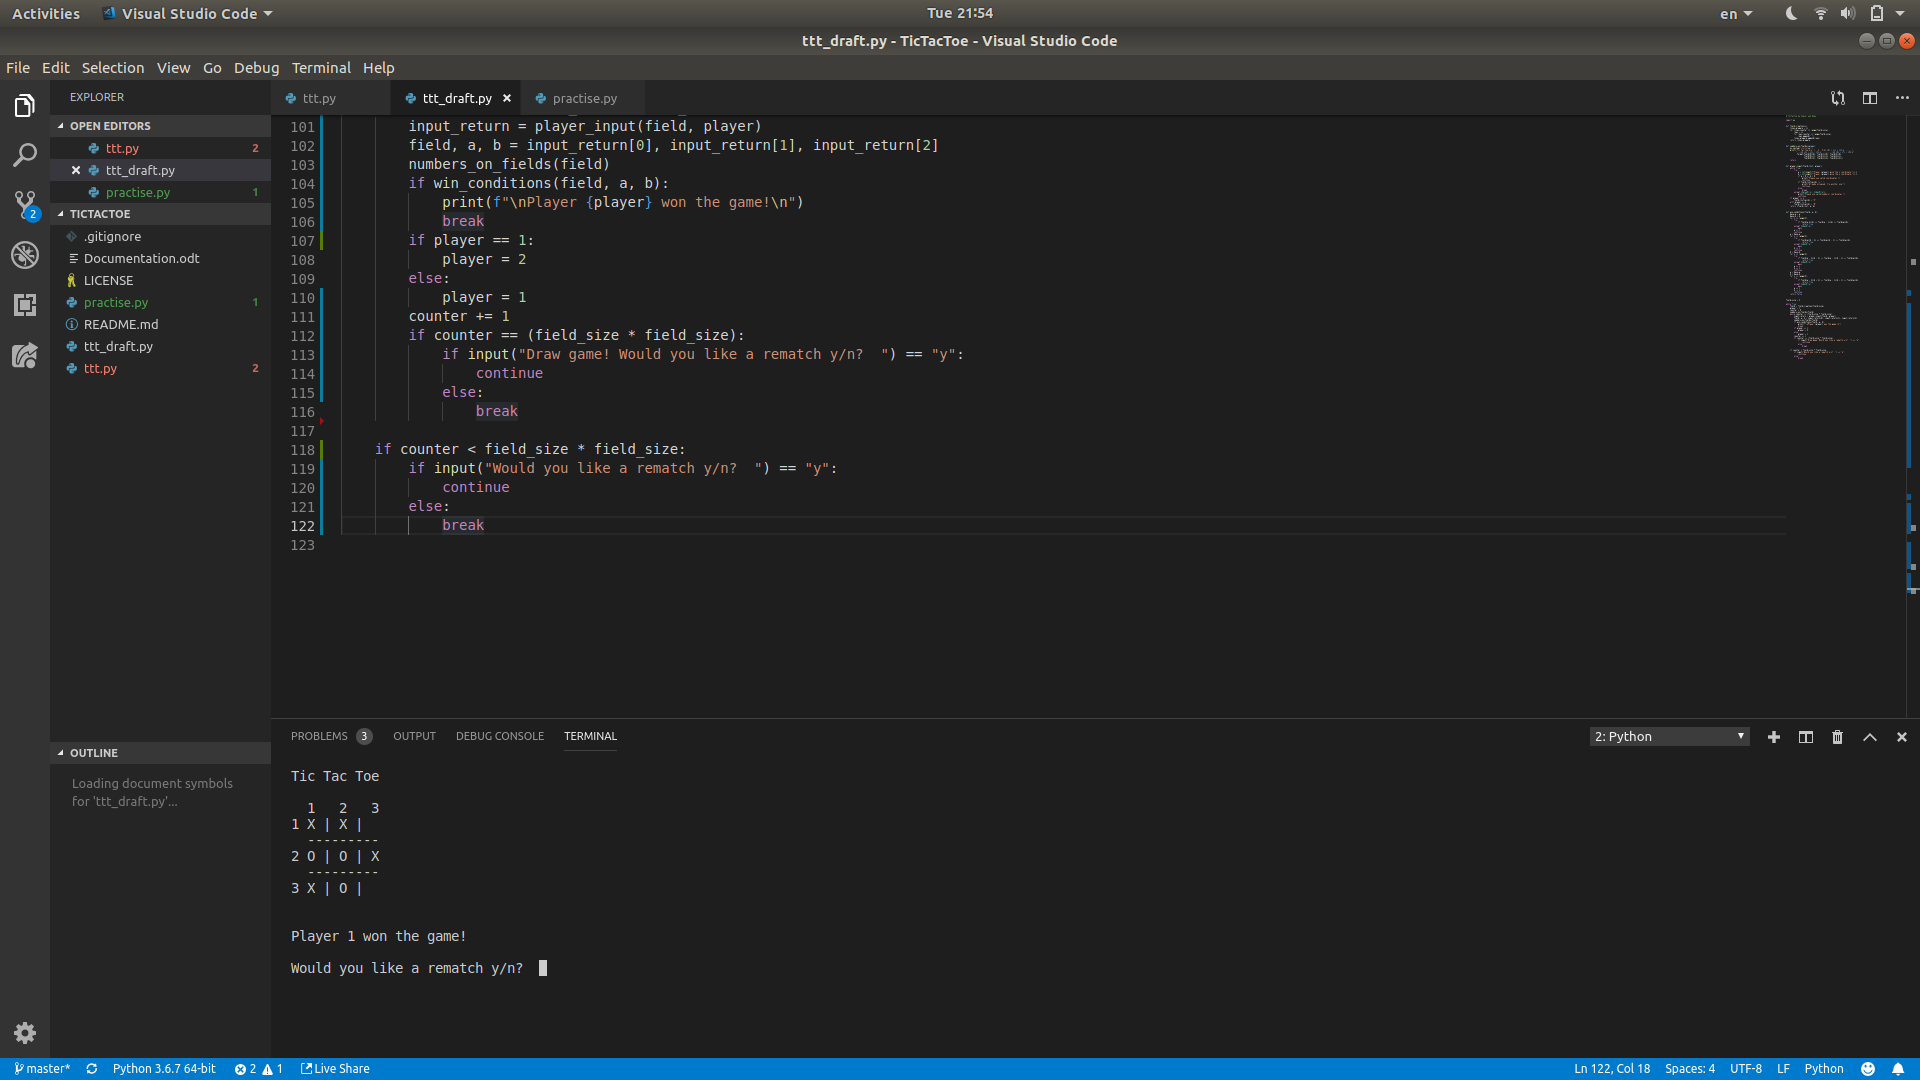 Activities Visual Studio Code Tue 21:54 en
ttt_draft.py - TicTacToe - Visual Studio Code
File Edit Selection View Go Debug Terminal Help
EXPLORER
OPEN EDITORS
ttt.py 2
ttt_draft.py
practise.py 1
2
TICTACTOE
.gitignore
Documentation.odt
LICENSE
practise.py 1
README.md
ttt_draft.py
ttt.py 2
OUTLINE
Loading document symbols
for 'ttt_draft.py'...
ttt.py ttt_draft.py practise.py
101 input_return = player_input(field, player)
102 field, a, b = input_return[0], input_return[1], input_return[2]
103 numbers_on_fields(field)
104 if win_conditions(field, a, b):
105 print(f"\nPlayer {player} won the game!\n")
106 break
107 if player == 1:
108 player = 2
109 else:
110 player = 1
111 counter += 1
112 if counter == (field_size * field_size):
113 if input("Draw game! Would you like a rematch y/n?  ") == "y":
114 continue
115 else:
116 break
117
118 if counter < field_size * field_size:
119 if input("Would you like a rematch y/n?  ") == "y":
120 continue
121 else:
122 break
123
PROBLEMS 3 OUTPUT DEBUG CONSOLE TERMINAL 2: Python
Tic Tac Toe
1   2   3
1 X | X |
---------
2 O | O | X
---------
3 X | O |
Player 1 won the game!
Would you like a rematch y/n?
master* Python 3.6.7 64-bit 2 1 Live Share Ln 122, Col 18 Spaces: 4 UTF-8 LF Python